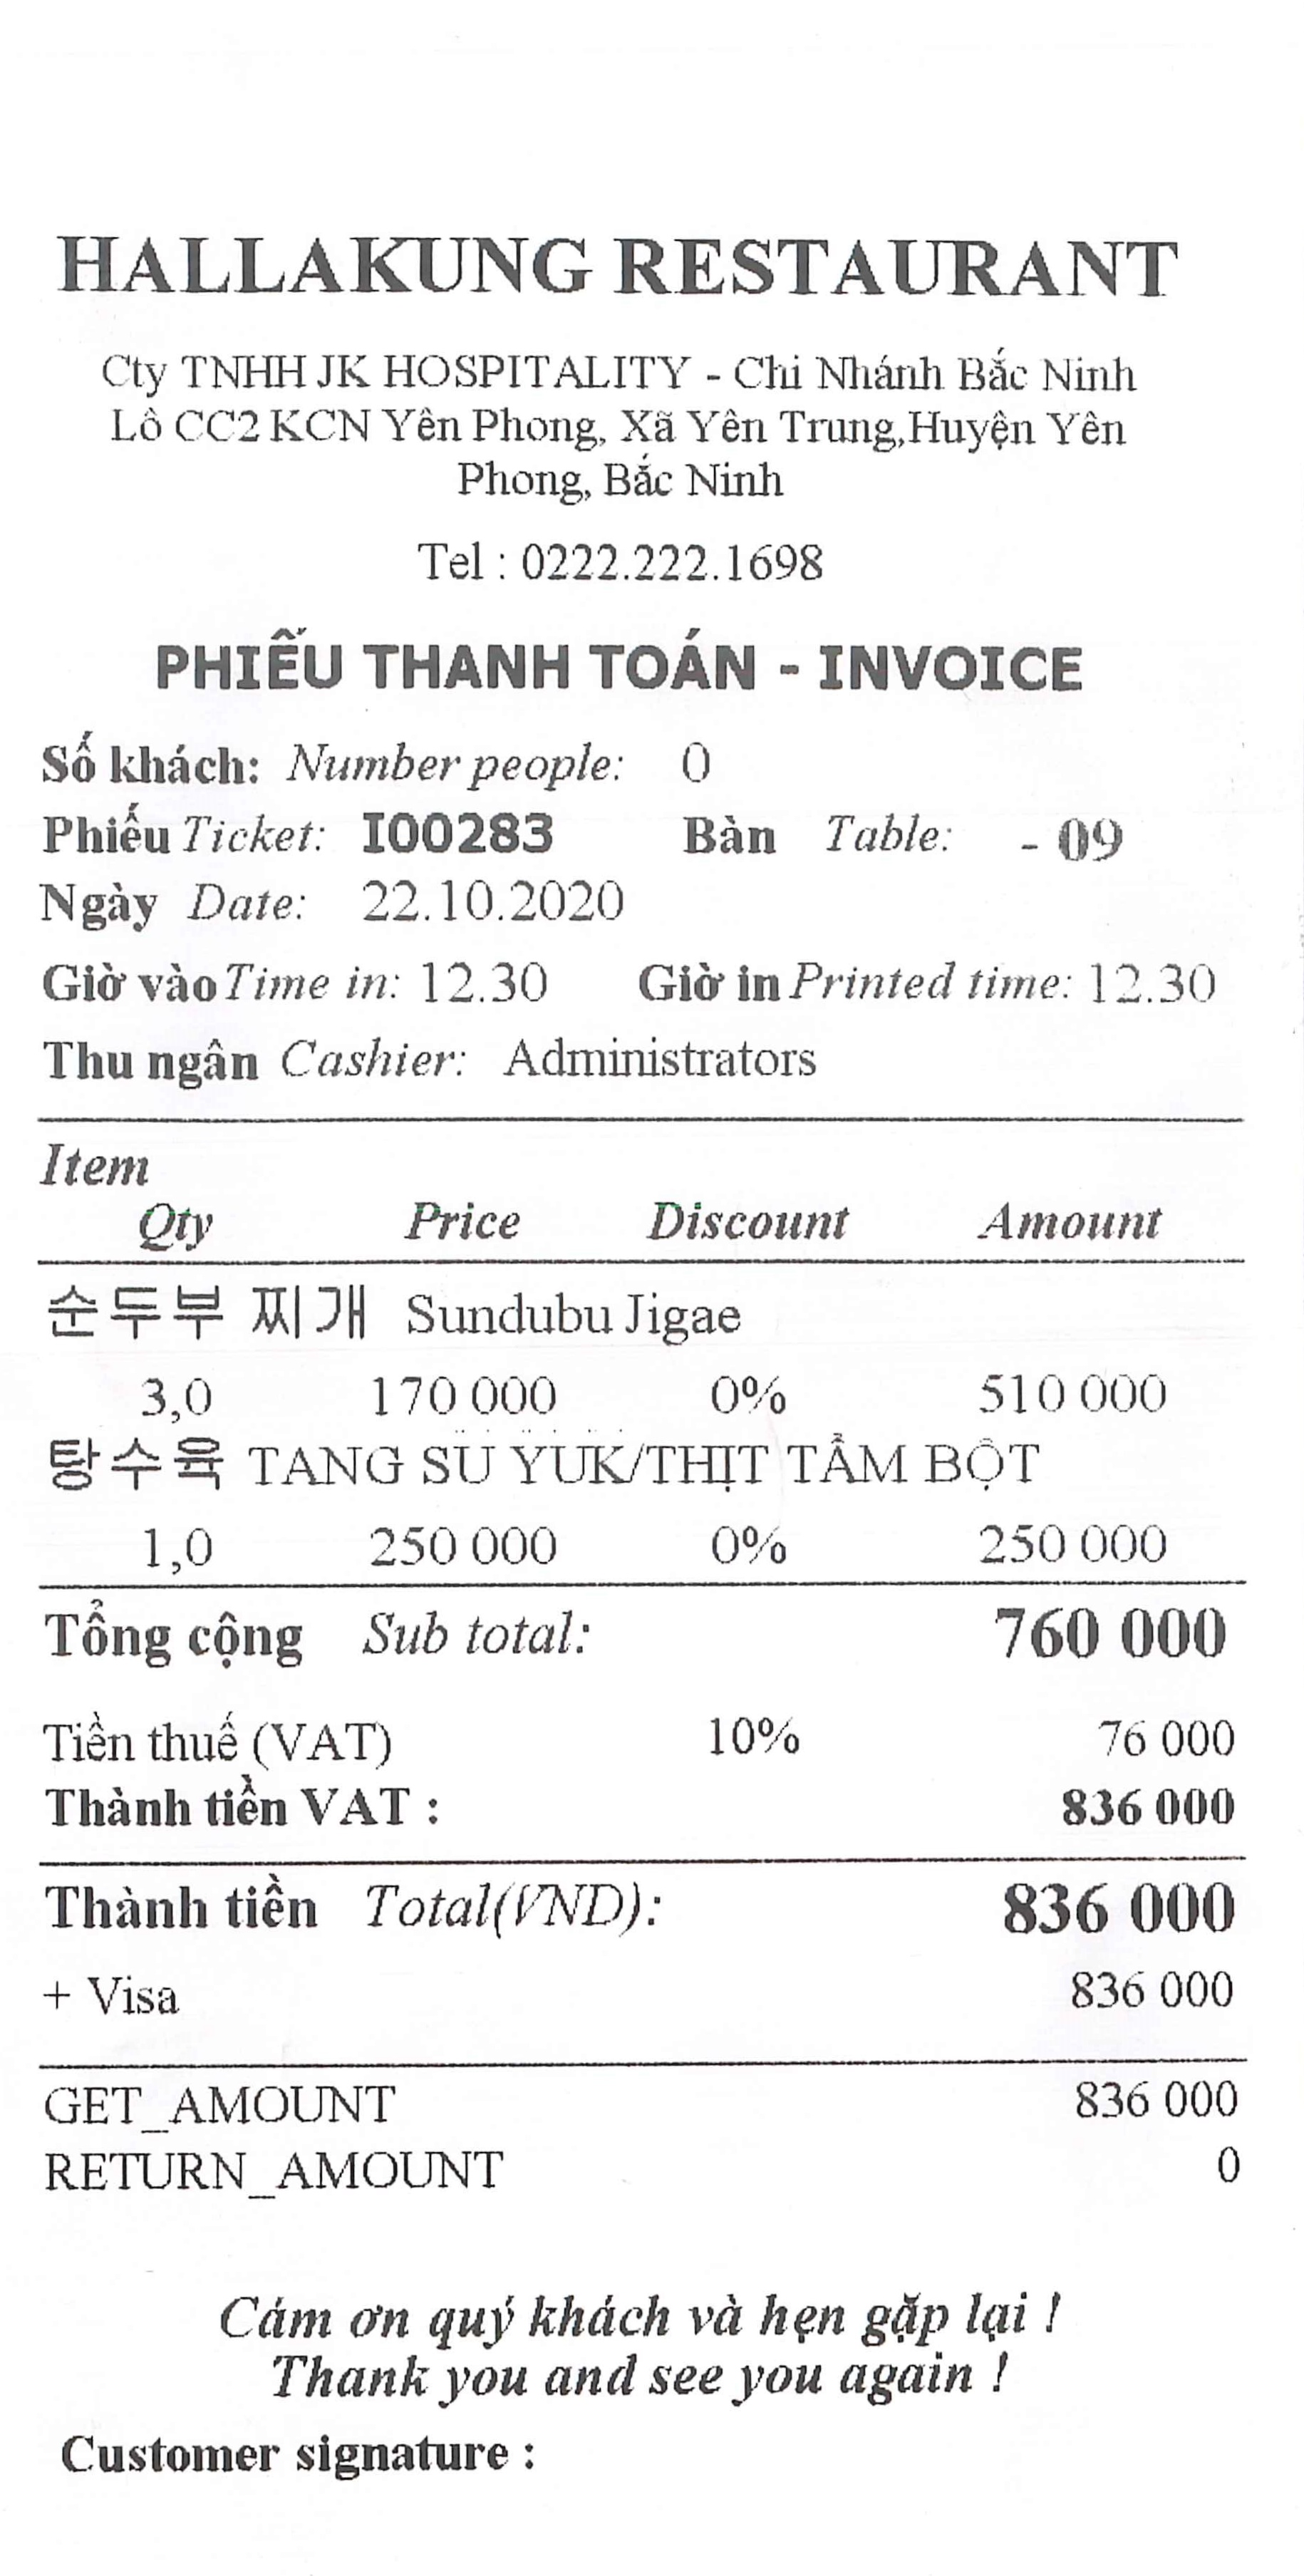 HALLAKUNG RESTAURANT
Cty TNHH JK HOSPITALITY - Chi Nhánh Bắc Ninh
Lô CC2 KCN Yên Phong, Xã Yên Trung,Huyện Yên
Phong, Bắc Ninh
Tel : 0222.222.1698
PHIẾU THANH TOÁN - INVOICE
Số khách: Number people: 0
Phiếu Ticket: I00283 Bàn Table: - 09
Ngày Date: 22.10.2020
Giờ vào Time in: 12.30 Giờ in Printed time: 12.30
Thu ngân Cashier: Administrators
Item
Qty Price Discount Amount
순두부 찌개 Sundubu Jigae
3,0 170 000 0% 510 000
탕수육 TANG SU YUK/THỊT TẨM BỘT
1,0 250 000 0% 250 000
Tổng cộng Sub total: 760 000
Tiền thuế (VAT) 10% 76 000
Thành tiền VAT : 836 000
Thành tiền Total(VND): 836 000
+ Visa 836 000
GET_AMOUNT 836 000
RETURN_AMOUNT 0
Cám ơn quý khách và hẹn gặp lại !
Thank you and see you again !
Customer signature :